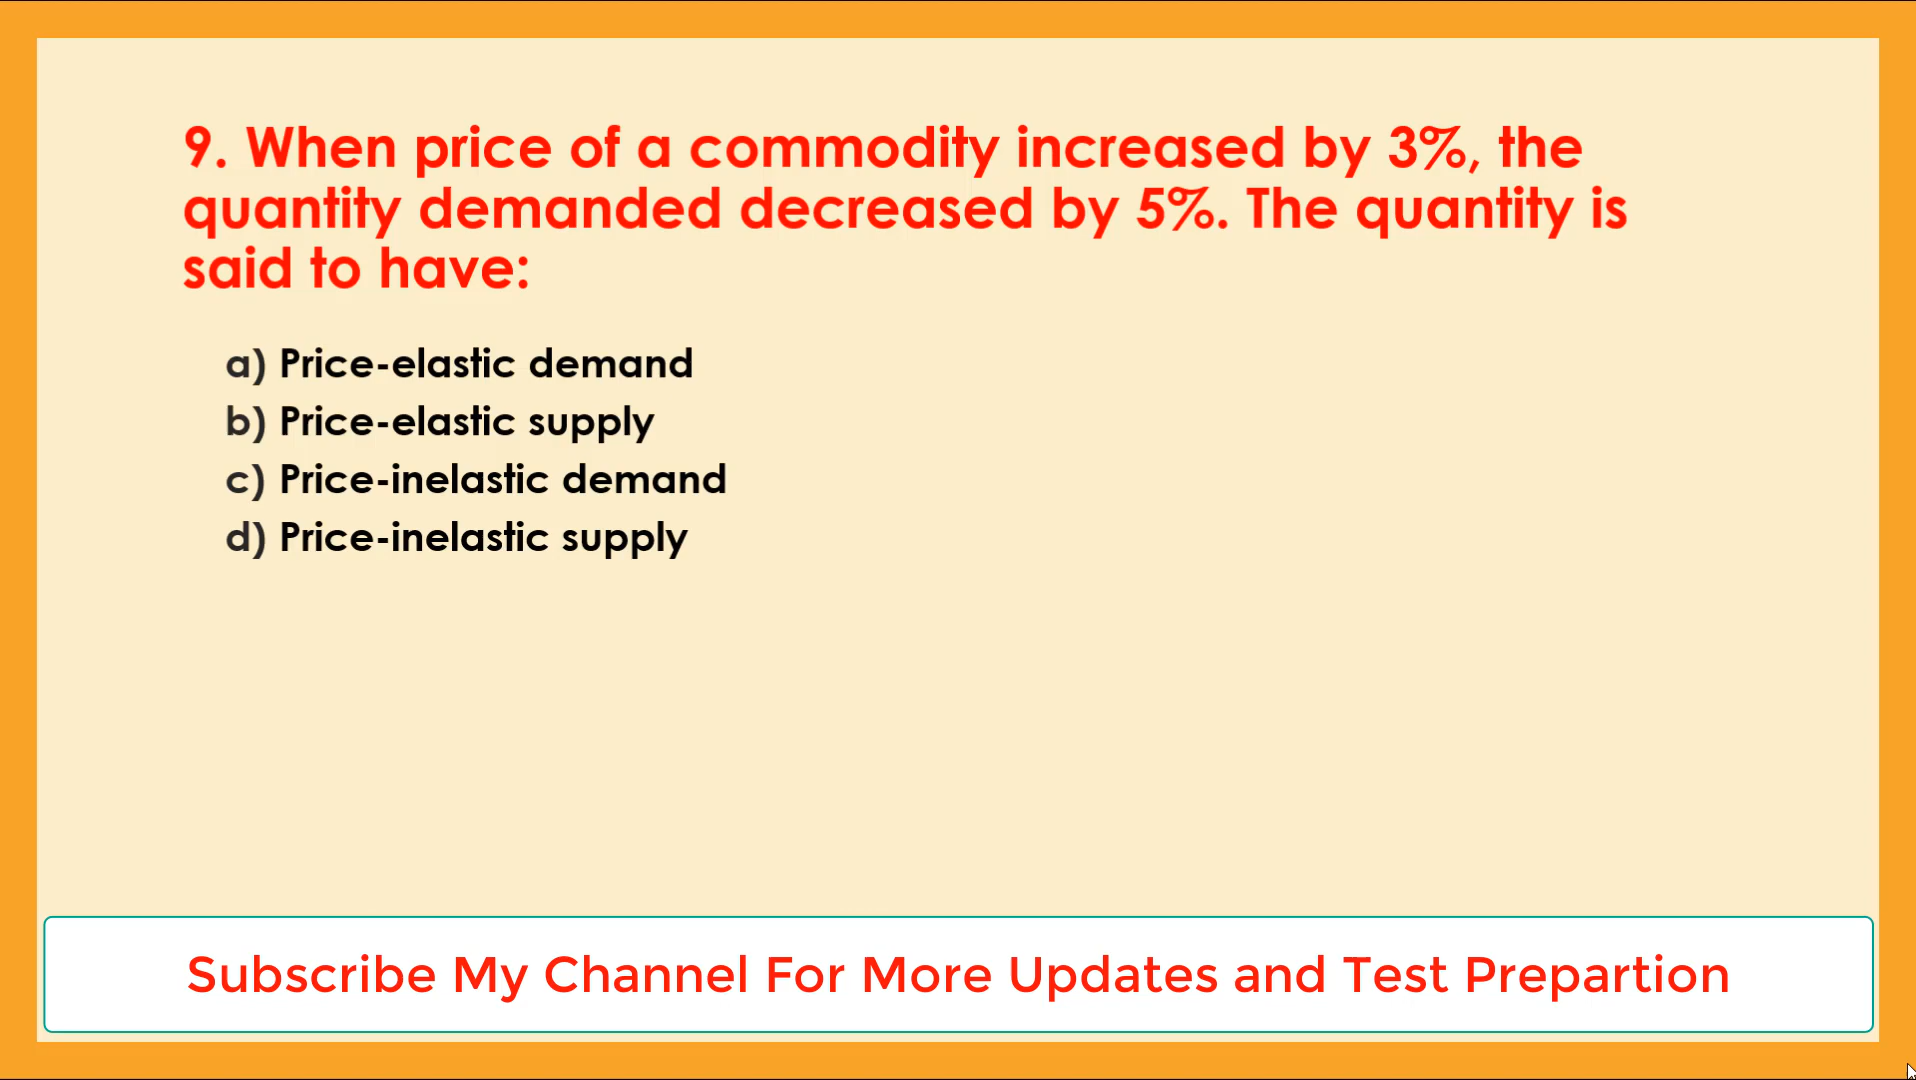 9. When price of a commodity increased by 3%, the
quantity demanded decreased by 5%. The quantity is
said to have:
a) Price-elastic demand
b) Price-elastic supply
c) Price-inelastic demand
d) Price-inelastic supply
Subscribe My Channel For More Updates and Test Prepartion